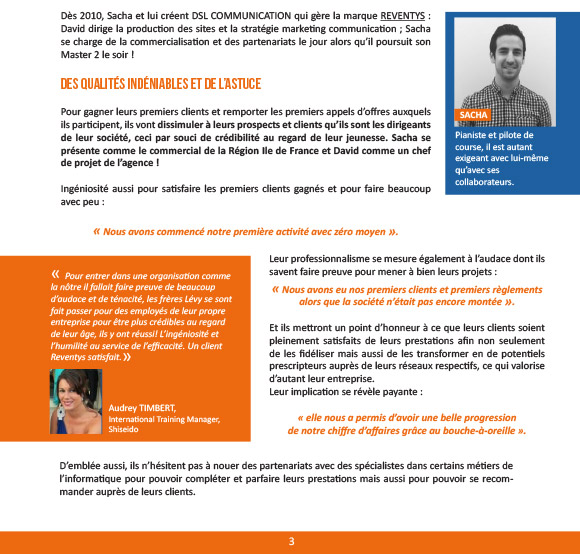 Dès 2010, Sacha et lui créent DSL COMMUNICATION qui gère la marque REVENTYS :
David dirige la production des sites et la stratégie marketing communication ; Sacha
se charge de la commercialisation et des partenariats le jour alors qu'il poursuit son
Master 2 le soir !
SACHA
Pianiste et pilote de
course, il est autant
exigeant avec lui-même
qu'avec ses
collaborateurs.
DES QUALITÉS INDÉNIABLES ET DE L'ASTUCE
Pour gagner leurs premiers clients et remporter les premiers appels d'offres auxquels
ils participent, ils vont dissimuler à leurs prospects et clients qu'ils sont les dirigeants
de leur société, ceci par souci de crédibilité au regard de leur jeunesse. Sacha se
présente comme le commercial de la Région Ile de France et David comme un chef
de projet de l'agence !
Ingéniosité aussi pour satisfaire les premiers clients gagnés et pour faire beaucoup
avec peu :
« Nous avons commencé notre première activité avec zéro moyen ».
« Pour entrer dans une organisation comme
la nôtre il fallait faire preuve de beaucoup
d'audace et de ténacité, les frères Lévy se sont
fait passer pour des employés de leur propre
entreprise pour être plus crédibles au regard
de leur âge, ils y ont réussi! L'ingéniosité et
l'humilité au service de l'efficacité. Un client
Reventys satisfait. »
Audrey TIMBERT,
International Training Manager,
Shiseido
Leur professionnalisme se mesure également à l'audace dont ils
savent faire preuve pour mener à bien leurs projets :
« Nous avons eu nos premiers clients et premiers règlements
alors que la société n'était pas encore montée ».
Et ils mettront un point d'honneur à ce que leurs clients soient
pleinement satisfaits de leurs prestations afin non seulement
de les fidéliser mais aussi de les transformer en de potentiels
prescripteurs auprès de leurs réseaux respectifs, ce qui valorise
d'autant leur entreprise.
Leur implication se révèle payante :
« elle nous a permis d'avoir une belle progression
de notre chiffre d'affaires grâce au bouche-à-oreille ».
D'emblée aussi, ils n'hésitent pas à nouer des partenariats avec des spécialistes dans certains métiers de
l'informatique pour pouvoir compléter et parfaire leurs prestations mais aussi pour pouvoir se recom-
mander auprès de leurs clients.
3